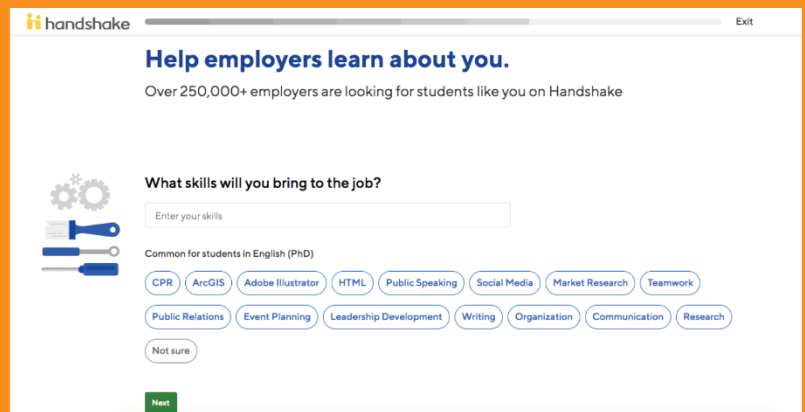 handshake Exit
Help employers learn about you.
Over 250,000+ employers are looking for students like you on Handshake
What skills will you bring to the job?
Enter your skills
Common for students in English (PhD)
CPR ArcGIS Adobe Illustrator HTML Public Speaking Social Media Market Research Teamwork
Public Relations Event Planning Leadership Development Writing Organization Communication Research
Not sure
Next